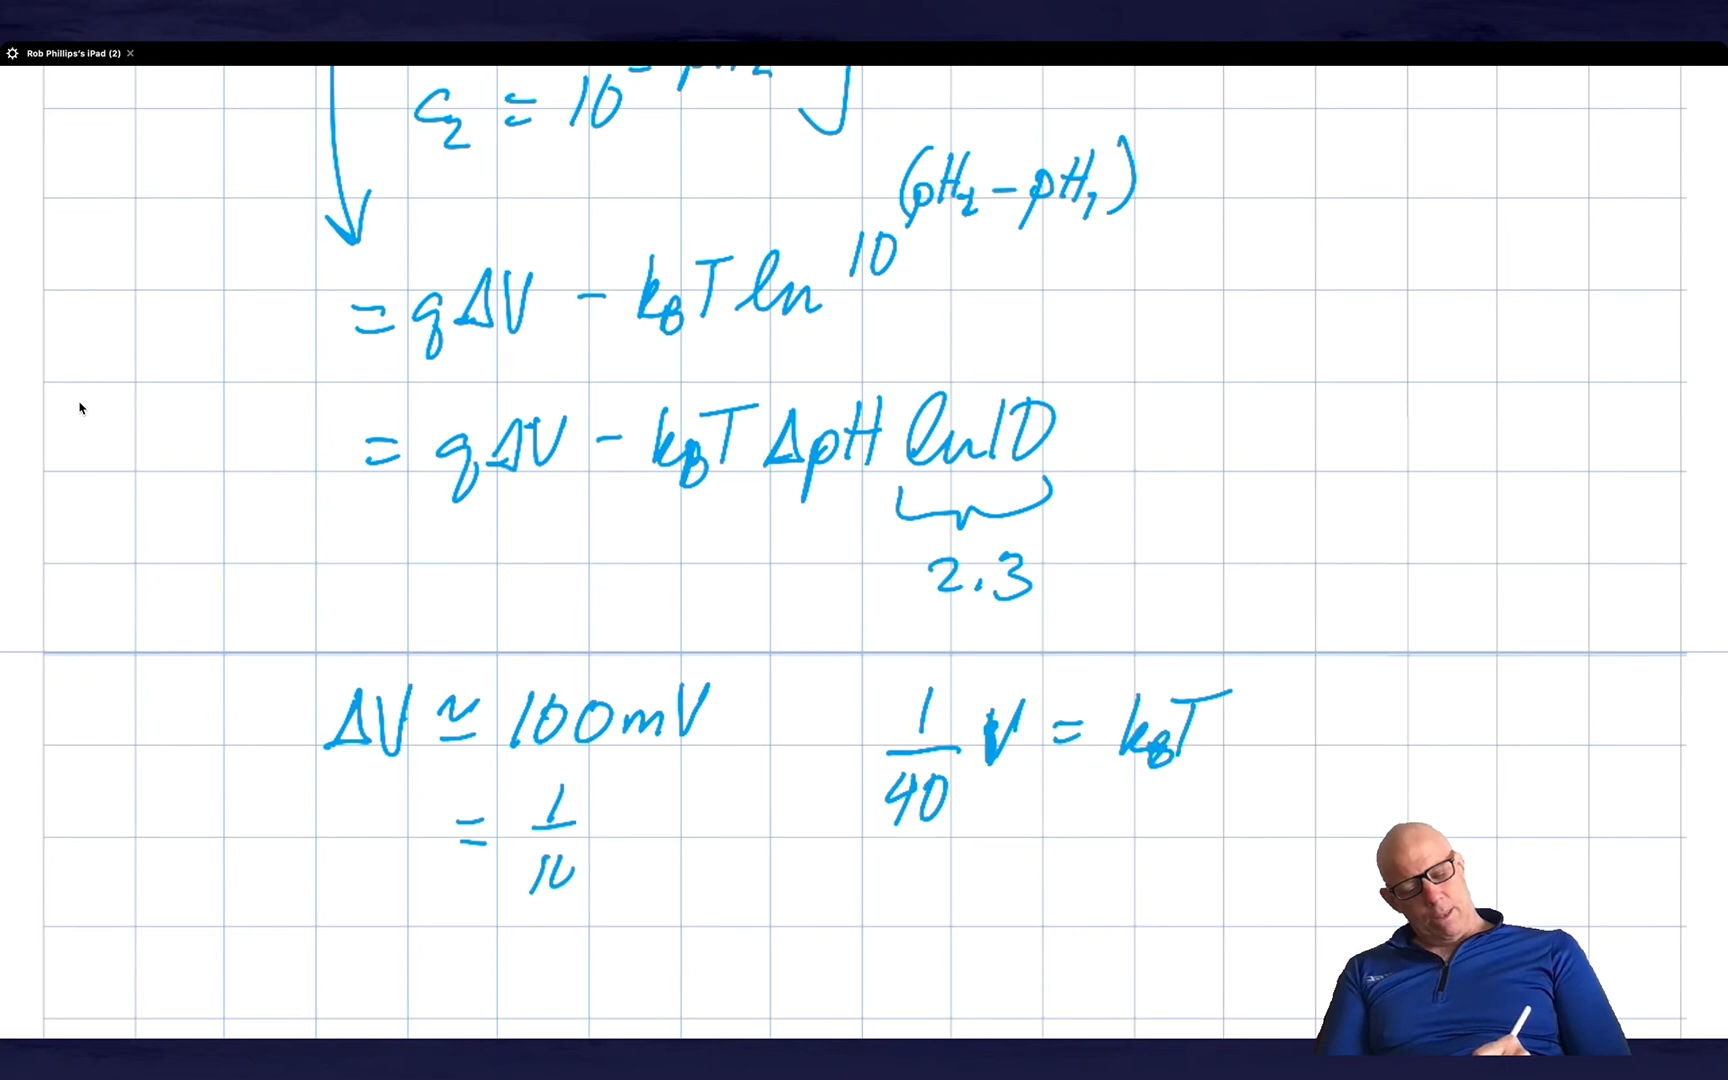 Rob Phillips's iPad (2) ×
c₂ = 10^(-pH₂)
= qΔV - k_BT ln 10^(pH₂ - pH₁)
= qΔV - k_BT ΔpH ln10
2.3
ΔV ≃ 100mV
1/40 V = k_BT
= 1/10